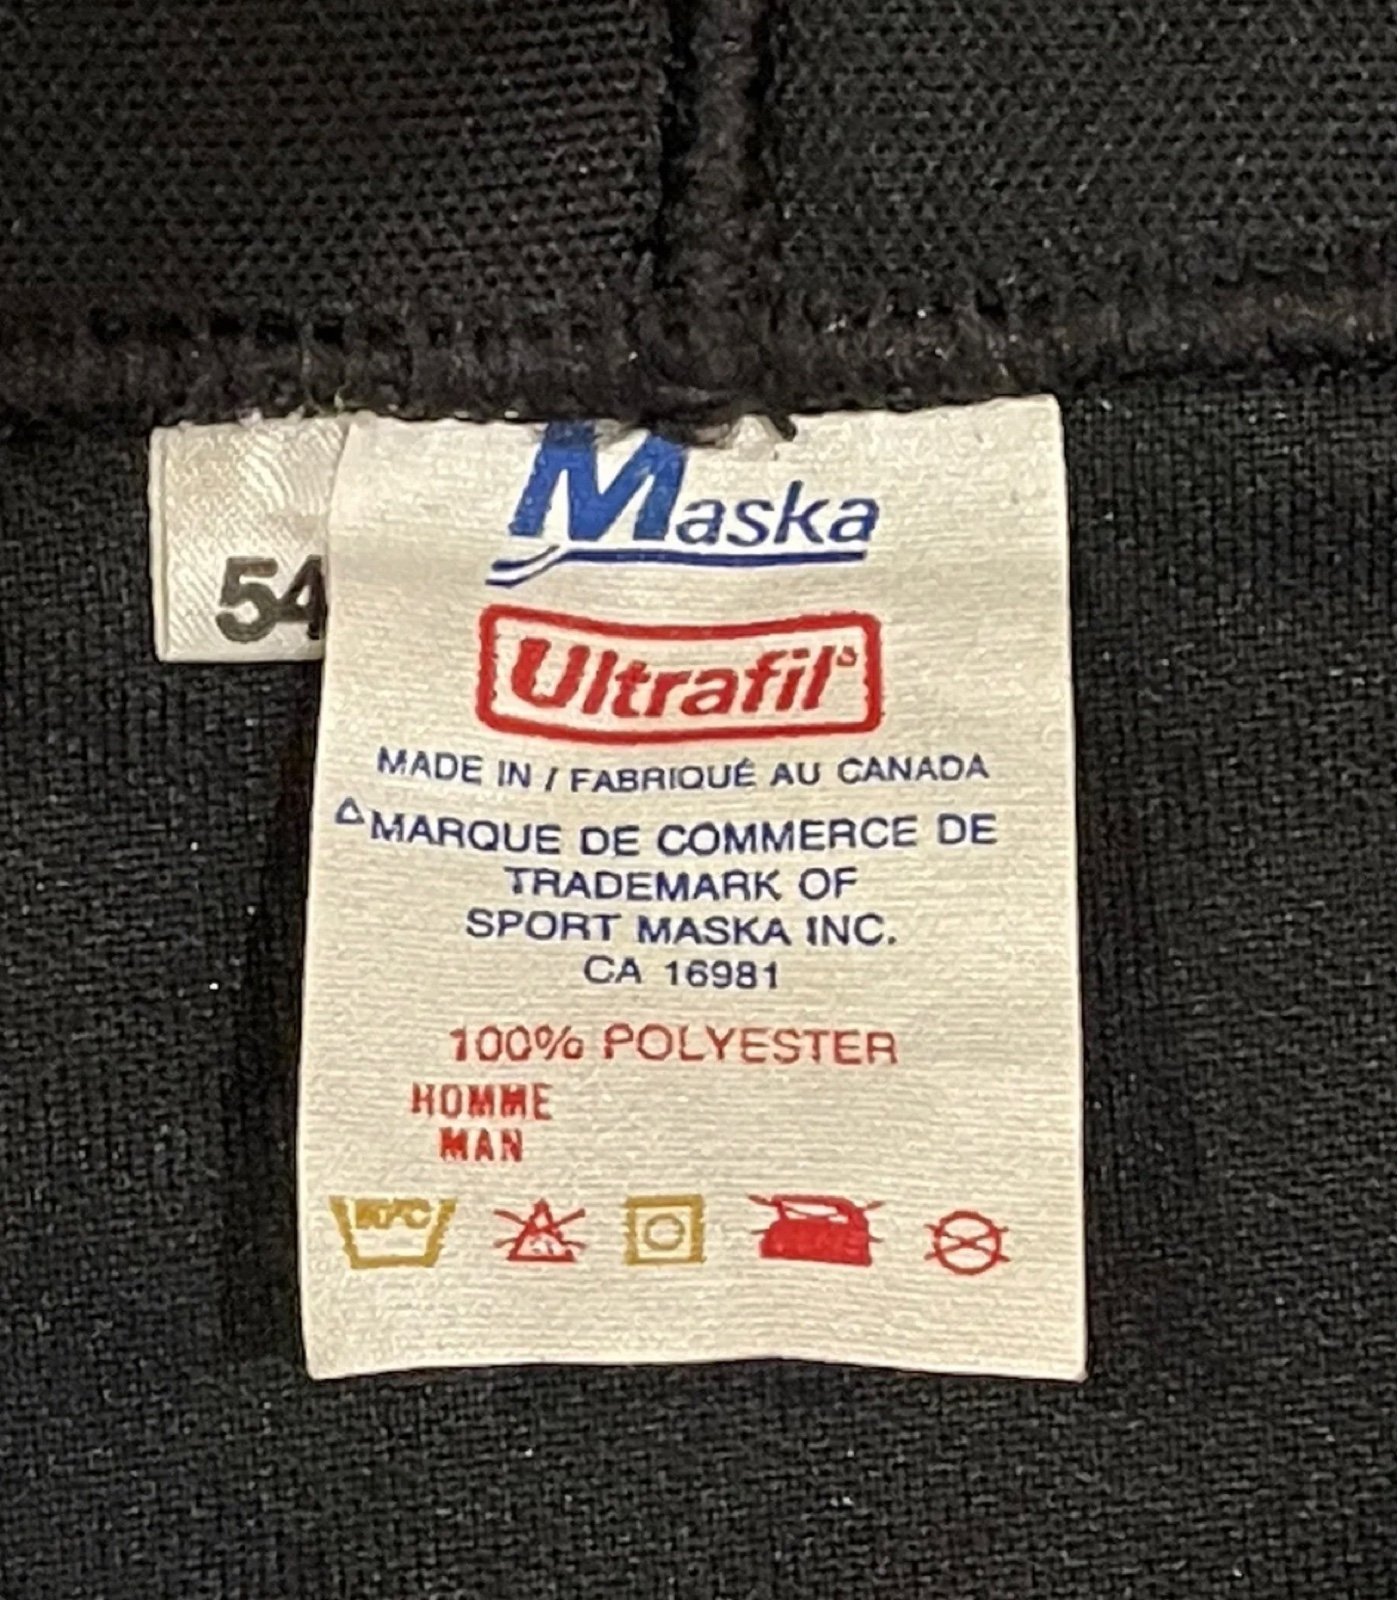 Maska
54
Ultrafil
MADE IN / FABRIQUÉ AU CANADA
△MARQUE DE COMMERCE DE
TRADEMARK OF
SPORT MASKA INC.
CA 16981
100% POLYESTER
HOMME
MAN